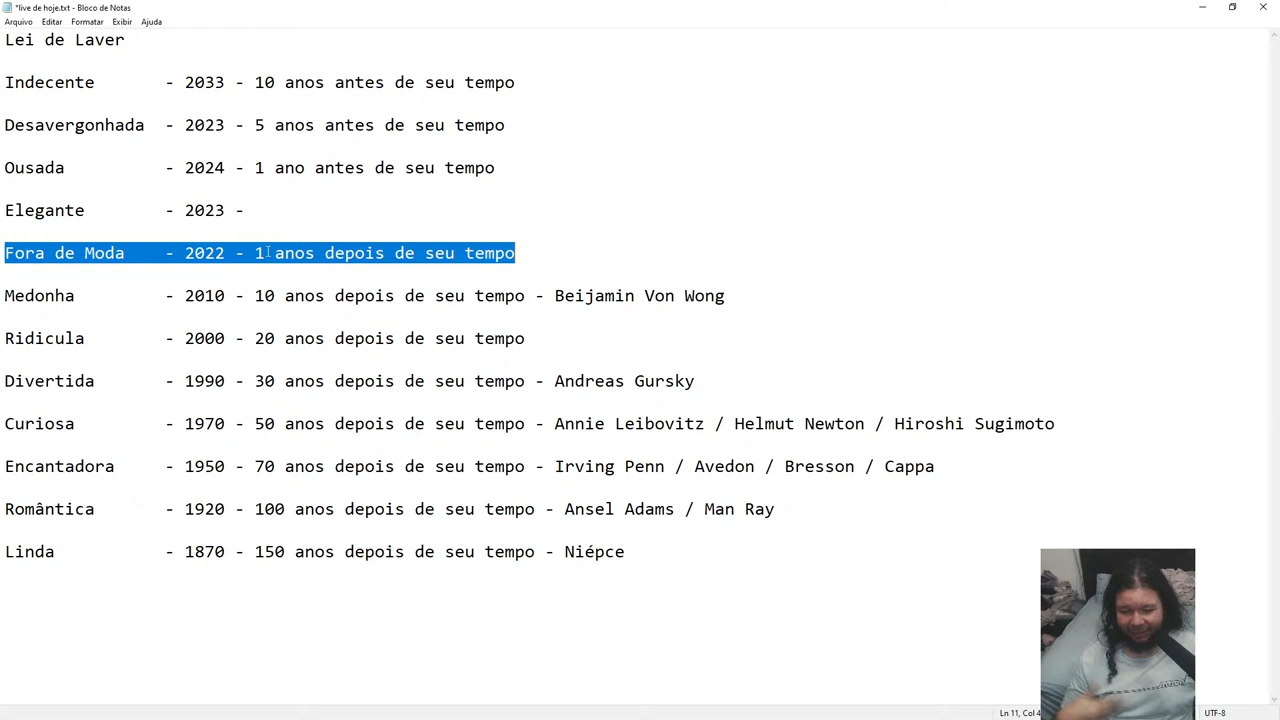 *live de hoje.txt - Bloco de Notas
Arquivo Editar Formatar Exibir Ajuda
Lei de Laver
Indecente - 2033 - 10 anos antes de seu tempo
Desavergonhada - 2023 - 5 anos antes de seu tempo
Ousada - 2024 - 1 ano antes de seu tempo
Elegante - 2023 -
Fora de Moda - 2022 - 1 anos depois de seu tempo
Medonha - 2010 - 10 anos depois de seu tempo - Beijamin Von Wong
Ridicula - 2000 - 20 anos depois de seu tempo
Divertida - 1990 - 30 anos depois de seu tempo - Andreas Gursky
Curiosa - 1970 - 50 anos depois de seu tempo - Annie Leibovitz / Helmut Newton / Hiroshi Sugimoto
Encantadora - 1950 - 70 anos depois de seu tempo - Irving Penn / Avedon / Bresson / Cappa
Romântica - 1920 - 100 anos depois de seu tempo - Ansel Adams / Man Ray
Linda - 1870 - 150 anos depois de seu tempo - Niépce
Ln 11, Col 4 UTF-8